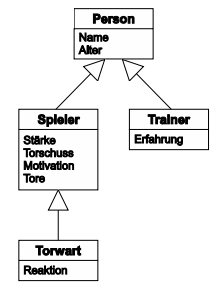 Person
Name
Alter
Spieler
Stärke
Torschuss
Motivation
Tore
Trainer
Erfahrung
Torwart
Reaktion